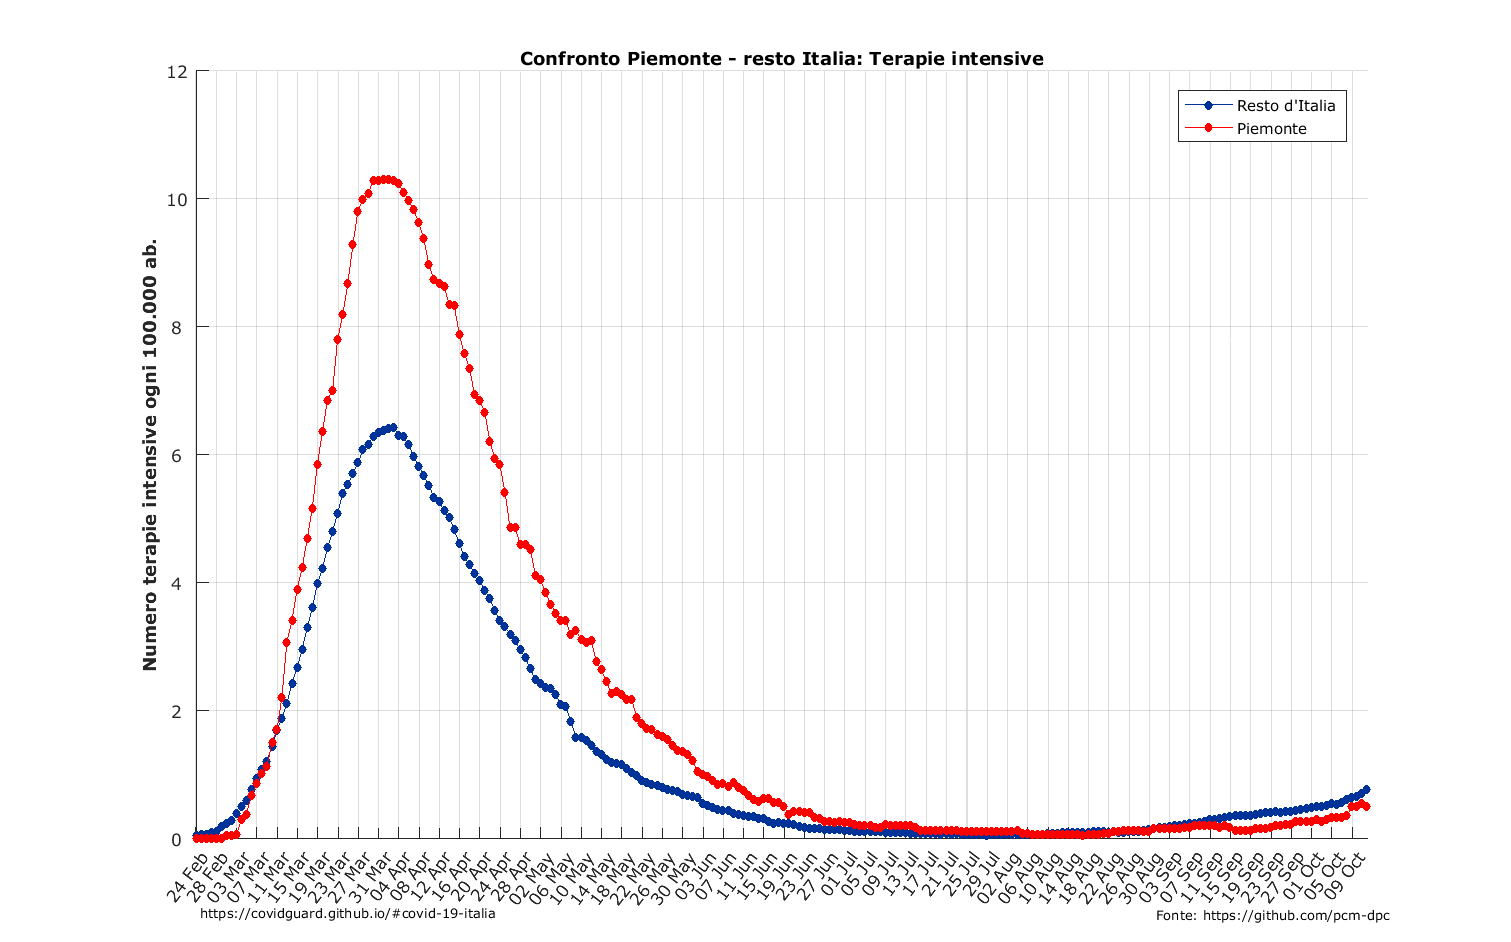 Confronto Piemonte - resto Italia: Terapie intensive
12
10
8
6
4
2
0
Numero terapie intensive ogni 100.000 ab.
Resto d'Italia
Piemonte
24 Feb
28 Feb
03 Mar
07 Mar
11 Mar
15 Mar
19 Mar
23 Mar
27 Mar
31 Mar
04 Apr
08 Apr
12 Apr
16 Apr
20 Apr
24 Apr
28 Apr
02 May
06 May
10 May
14 May
18 May
22 May
26 May
30 May
03 Jun
07 Jun
11 Jun
15 Jun
19 Jun
23 Jun
27 Jun
01 Jul
05 Jul
09 Jul
13 Jul
17 Jul
21 Jul
25 Jul
29 Jul
02 Aug
06 Aug
10 Aug
14 Aug
18 Aug
22 Aug
26 Aug
30 Aug
03 Sep
07 Sep
11 Sep
15 Sep
19 Sep
23 Sep
27 Sep
01 Oct
05 Oct
09 Oct
https://covidguard.github.io/#covid-19-italia
Fonte: https://github.com/pcm-dpc